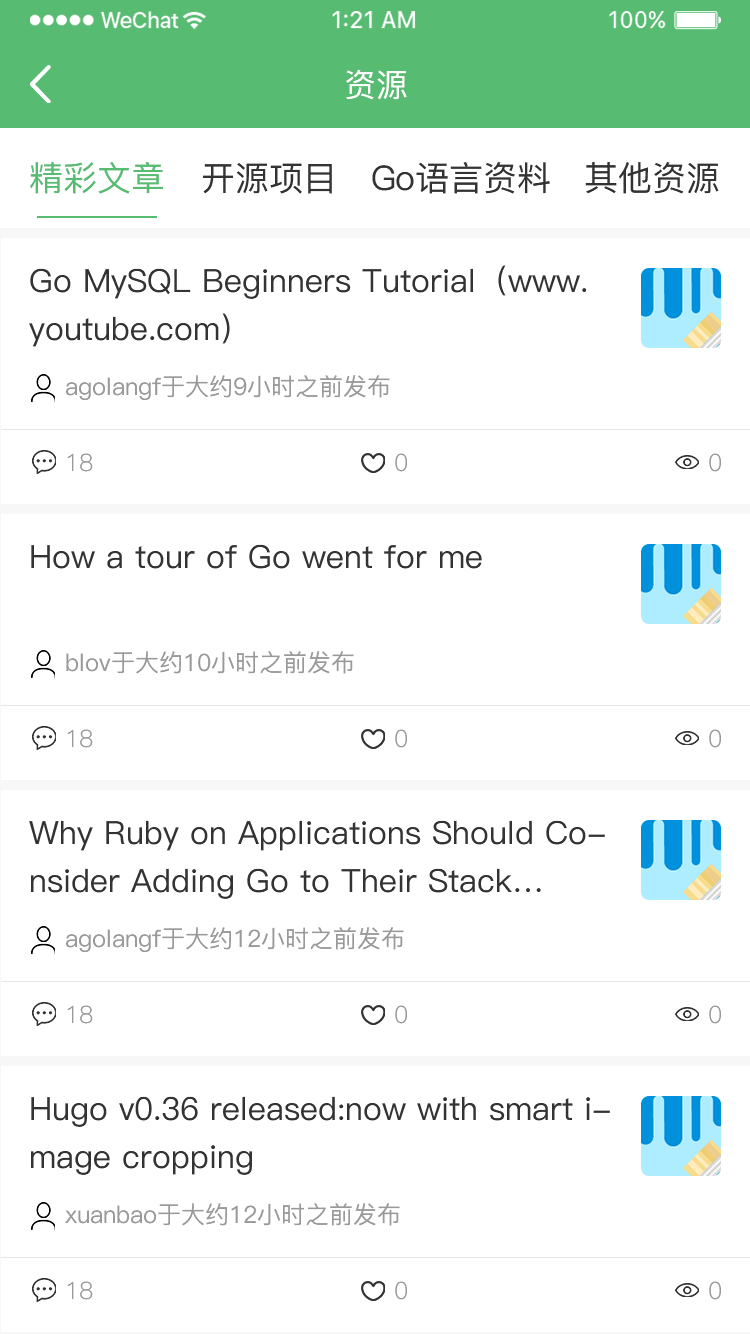 WeChat 1:21 AM 100%
资源
精彩文章 开源项目 Go语言资料 其他资源
Go MySQL Beginners Tutorial（www.
youtube.com）
agolangf于大约9小时之前发布
18 0 0
How a tour of Go went for me
blov于大约10小时之前发布
18 0 0
Why Ruby on Applications Should Co-
nsider Adding Go to Their Stack...
agolangf于大约12小时之前发布
18 0 0
Hugo v0.36 released:now with smart i-
mage cropping
xuanbao于大约12小时之前发布
18 0 0